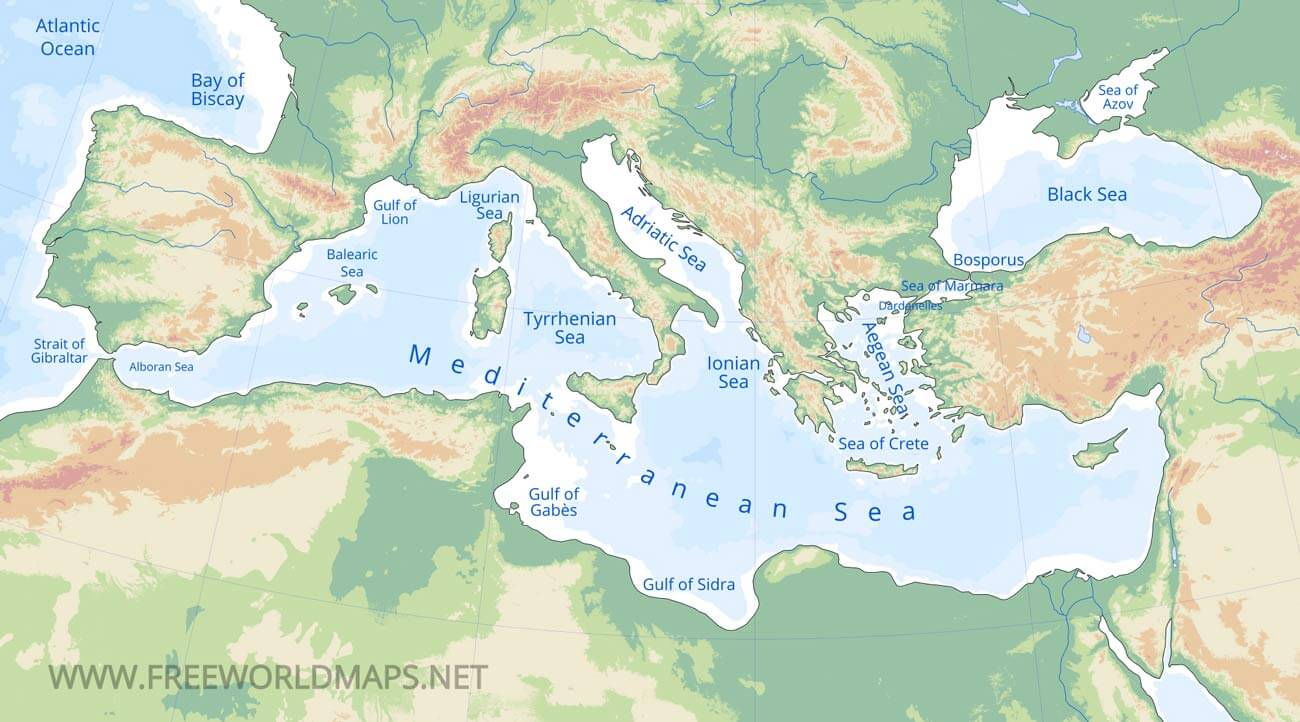 Atlantic
Ocean
Bay of
Biscay
Sea of
Azov
Black Sea
Gulf of
Lion
Ligurian
Sea
Adriatic Sea
Balearic
Sea
Bosporus
Sea of Marmara
Dardenelles
Tyrrhenian
Sea
Strait of
Gibraltar
Alboran Sea
Ionian
Sea
Aegean Sea
Mediterranean Sea
Sea of Crete
Gulf of
Gabès
Gulf of Sidra
WWW.FREEWORLDMAPS.NET